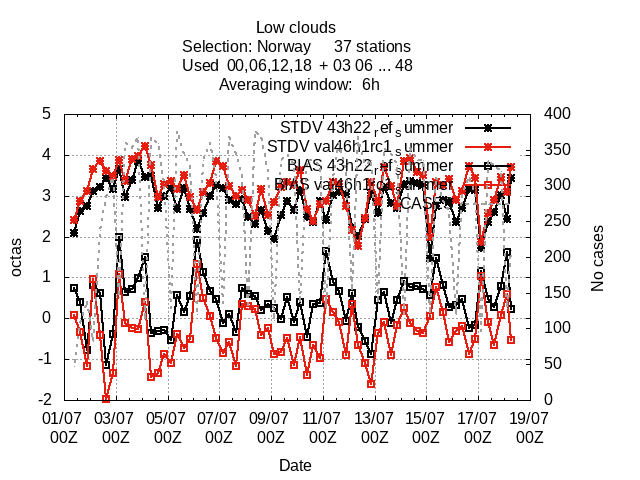 Low clouds
Selection: Norway 37 stations
Used 00,06,12,18 + 03 06 ... 48
Averaging window: 6h
5 4 3 2 1 0 -1 -2
octas
400 350 300 250 200 150 100 50 0
No cases
STDV 43h22_ref_summer
STDV val46h1rc1_summer
BIAS 43h22_ref_summer
BIAS val46h1rc1_summer
CASES
01/07 03/07 05/07 07/07 09/07 11/07 13/07 15/07 17/07 19/07
00Z 00Z 00Z 00Z 00Z 00Z 00Z 00Z 00Z 00Z
Date